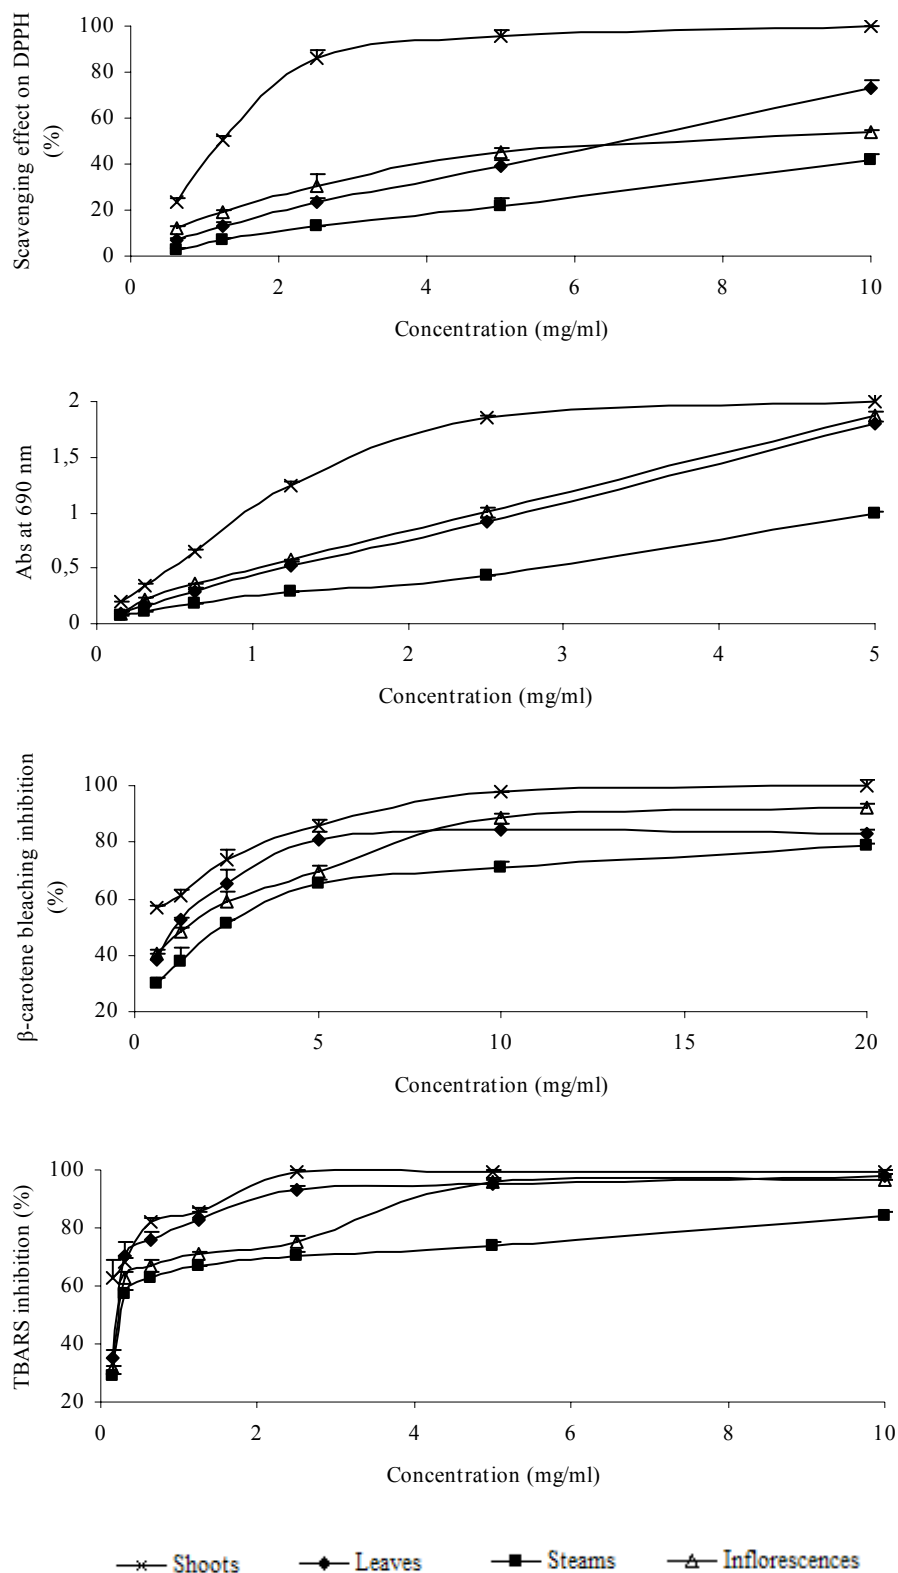 Scavenging effect on DPPH
(%)
100
80
60
40
20
0
0 2 4 6 8 10
Concentration (mg/ml)
Abs at 690 nm
2
1,5
1
0,5
0
0 1 2 3 4 5
Concentration (mg/ml)
β-carotene bleaching inhibition
(%)
100
80
60
40
20
0 5 10 15 20
Concentration (mg/ml)
TBARS inhibition (%)
100
80
60
40
20
0 2 4 6 8 10
Concentration (mg/ml)
Shoots Leaves Steams Inflorescences